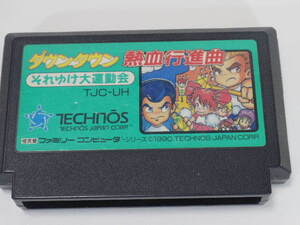 ダウンタウン 熱血行進曲
それゆけ大運動会
TJC-UH
TECHNŌS
TECHNOS JAPAN CORP.
ファミリーコンピュータ シリーズ ©1990 TECHNOS JAPAN CORP.